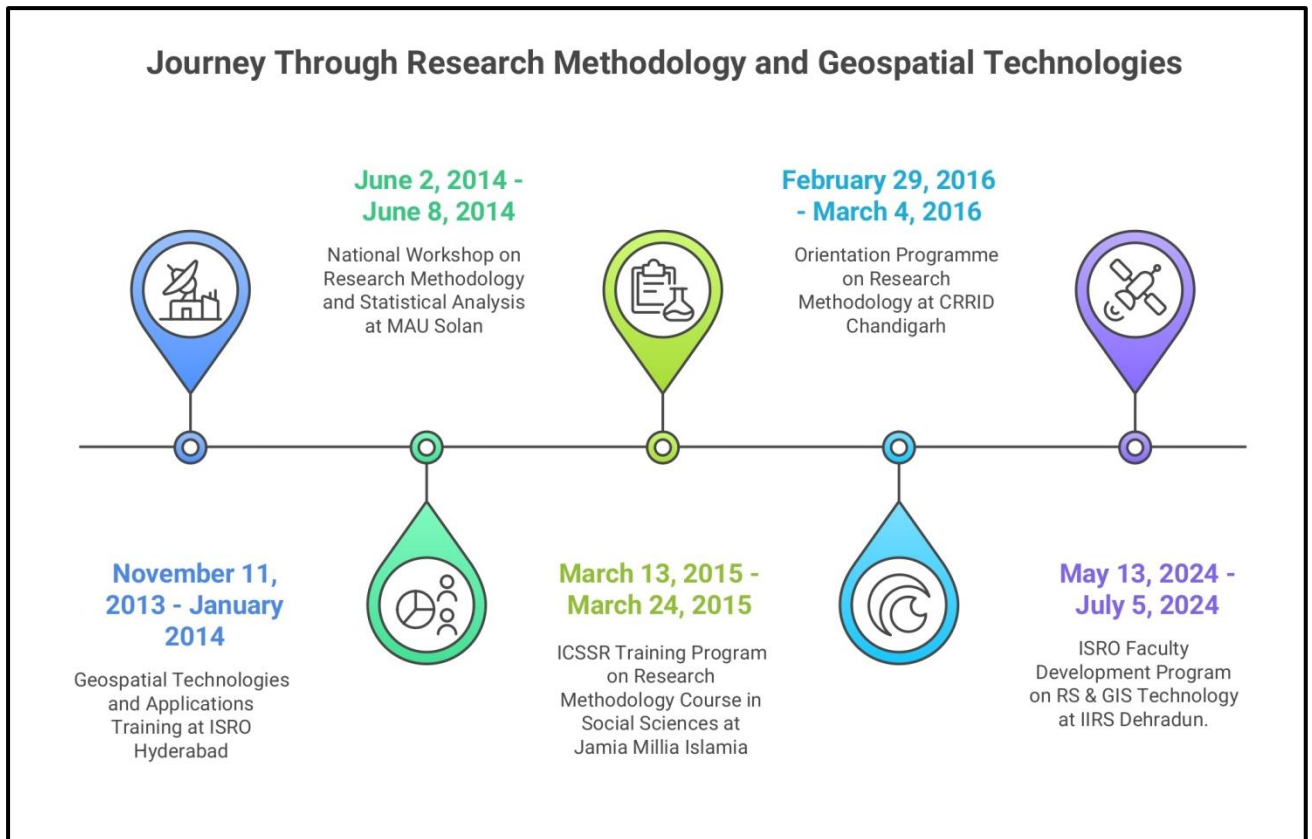 Journey Through Research Methodology and Geospatial Technologies
November 11,
2013 - January
2014
Geospatial Technologies
and Applications
Training at ISRO
Hyderabad
June 2, 2014 -
June 8, 2014
National Workshop on
Research Methodology
and Statistical Analysis
at MAU Solan
March 13, 2015 -
March 24, 2015
ICSSR Training Program
on Research
Methodology Course in
Social Sciences at
Jamia Millia Islamia
February 29, 2016
- March 4, 2016
Orientation Programme
on Research
Methodology at CRRID
Chandigarh
May 13, 2024 -
July 5, 2024
ISRO Faculty
Development Program
on RS & GIS Technology
at IIRS Dehradun.